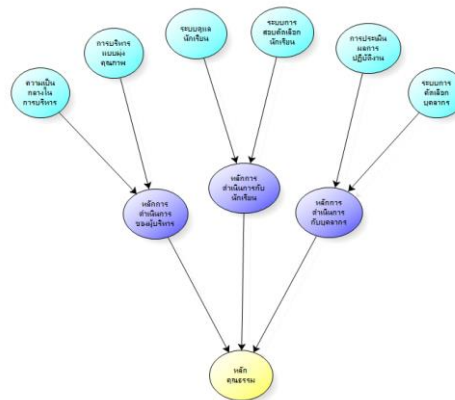 ระบบดูแล
นักเรียน
ระบบการ
สอบคัดเลือก
นักเรียน
การบริหาร
แบบมุ่ง
คุณภาพ
การประเมิน
ผลการ
ปฏิบัติงาน
ความเป็น
กลางใน
การบริหาร
ระบบการ
คัดเลือก
บุคลากร
หลักการ
ดำเนินการ
ของผู้บริหาร
หลักการ
ดำเนินการกับ
นักเรียน
หลักการ
ดำเนินการ
กับบุคลากร
หลัก
คุณธรรม